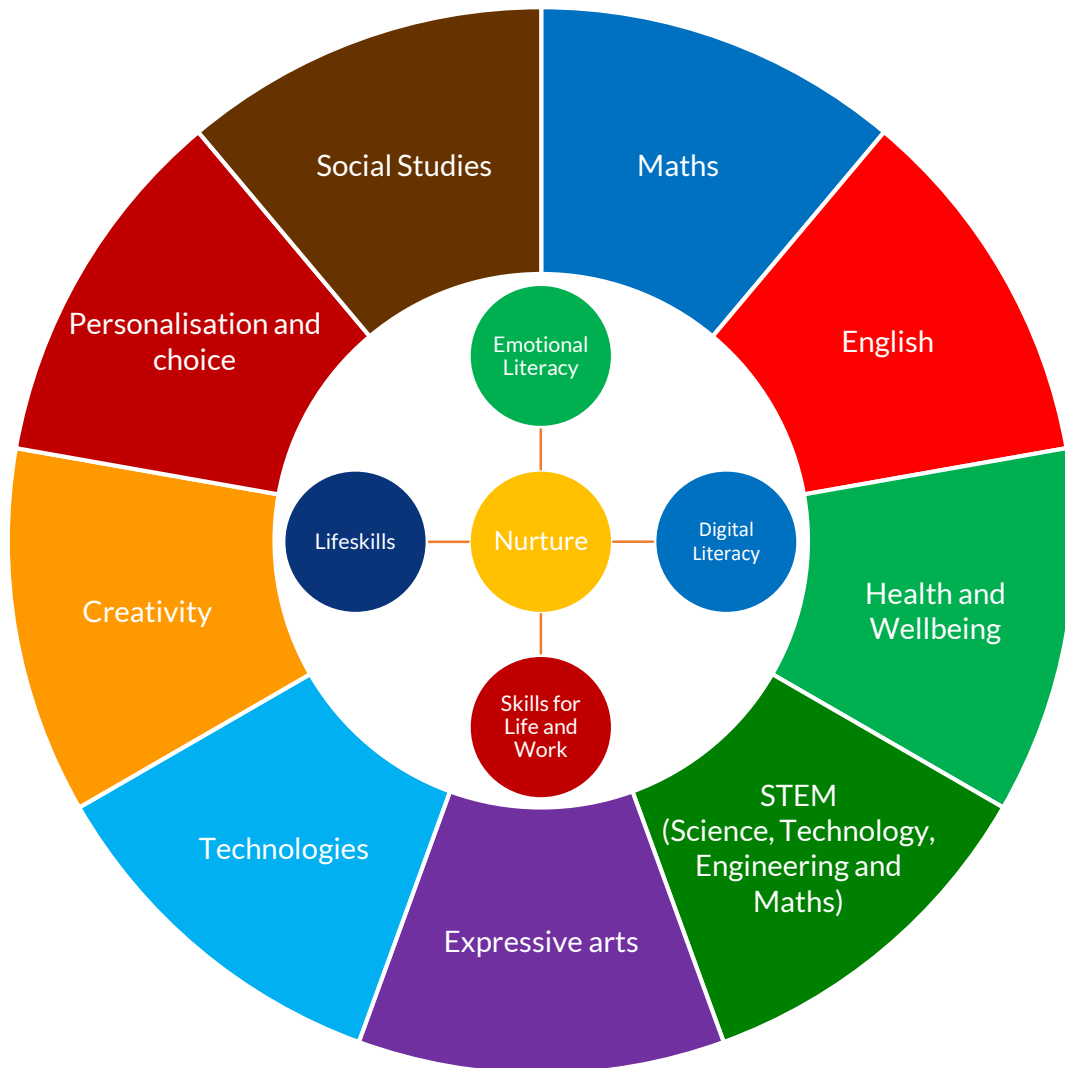 Social Studies
Maths
English
Health and
Wellbeing
STEM
(Science, Technology,
Engineering and
Maths)
Expressive arts
Technologies
Creativity
Personalisation and
choice
Emotional
Literacy
Lifeskills
Nurture
Digital
Literacy
Skills for
Life and
Work